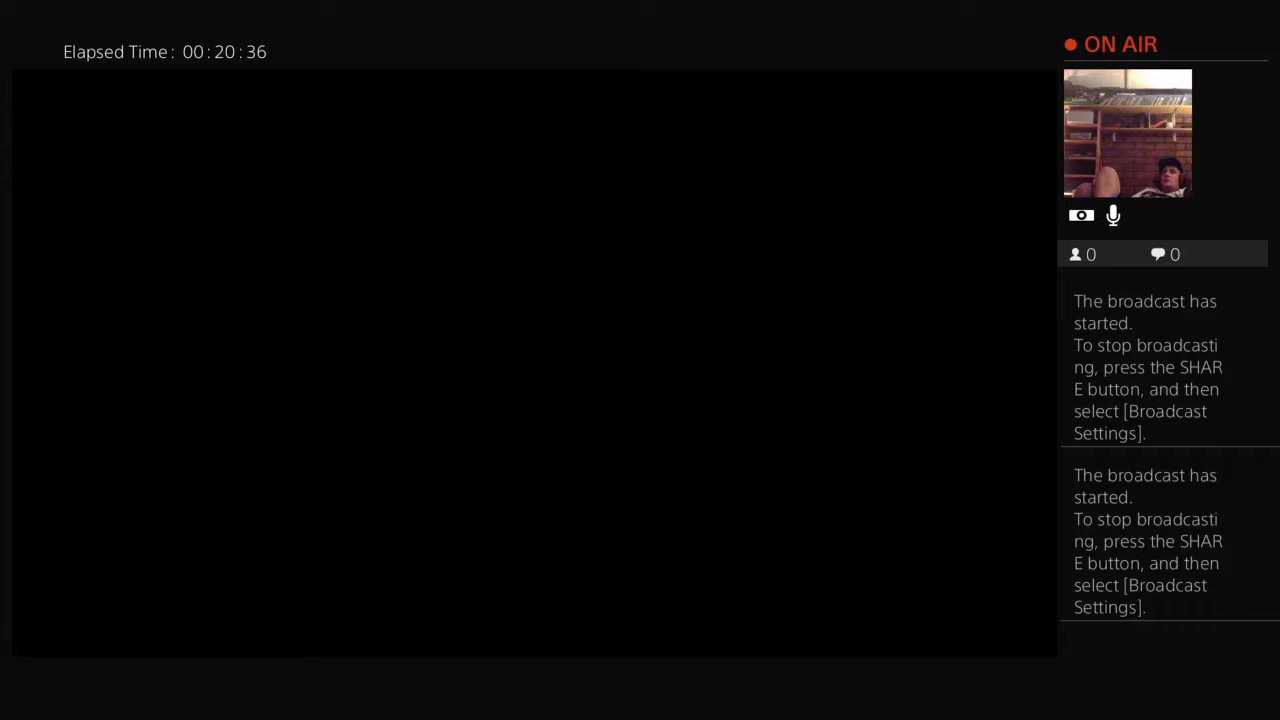 Elapsed Time: 00:20:36
ON AIR
0 0
The broadcast has
started.
To stop broadcasti
ng, press the SHAR
E button, and then
select [Broadcast
Settings].
The broadcast has
started.
To stop broadcasti
ng, press the SHAR
E button, and then
select [Broadcast
Settings].